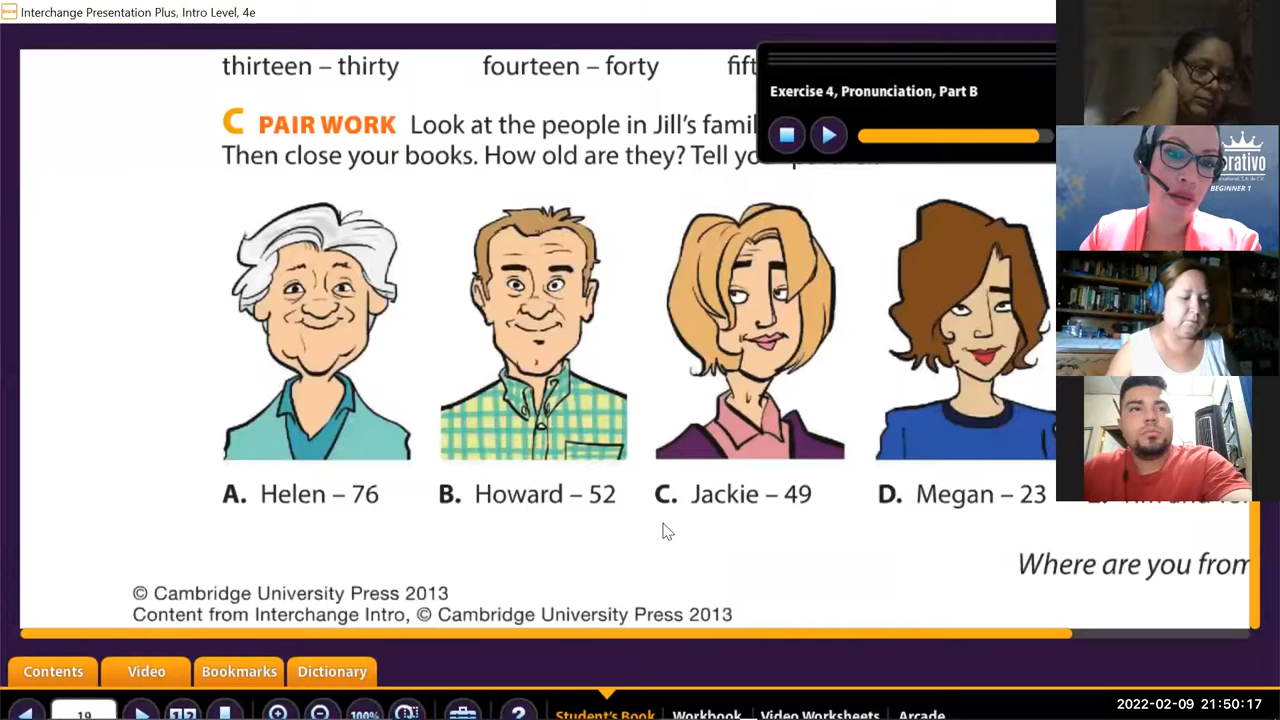 Interchange Presentation Plus, Intro Level, 4e
thirteen – thirty fourteen – forty
Exercise 4, Pronunciation, Part B
C PAIR WORK Look at the people in Jill's
Then close your books. How old are they? Tell
A. Helen – 76 B. Howard – 52 C. Jackie – 49 D. Megan – 23
Where are you from
© Cambridge University Press 2013
Content from Interchange Intro, © Cambridge University Press 2013
BEGINNER 1
Contents Video Bookmarks Dictionary
19 100% ?
Student's Book Workbook Video Worksheets Arcade
2022-02-09 21:50:17